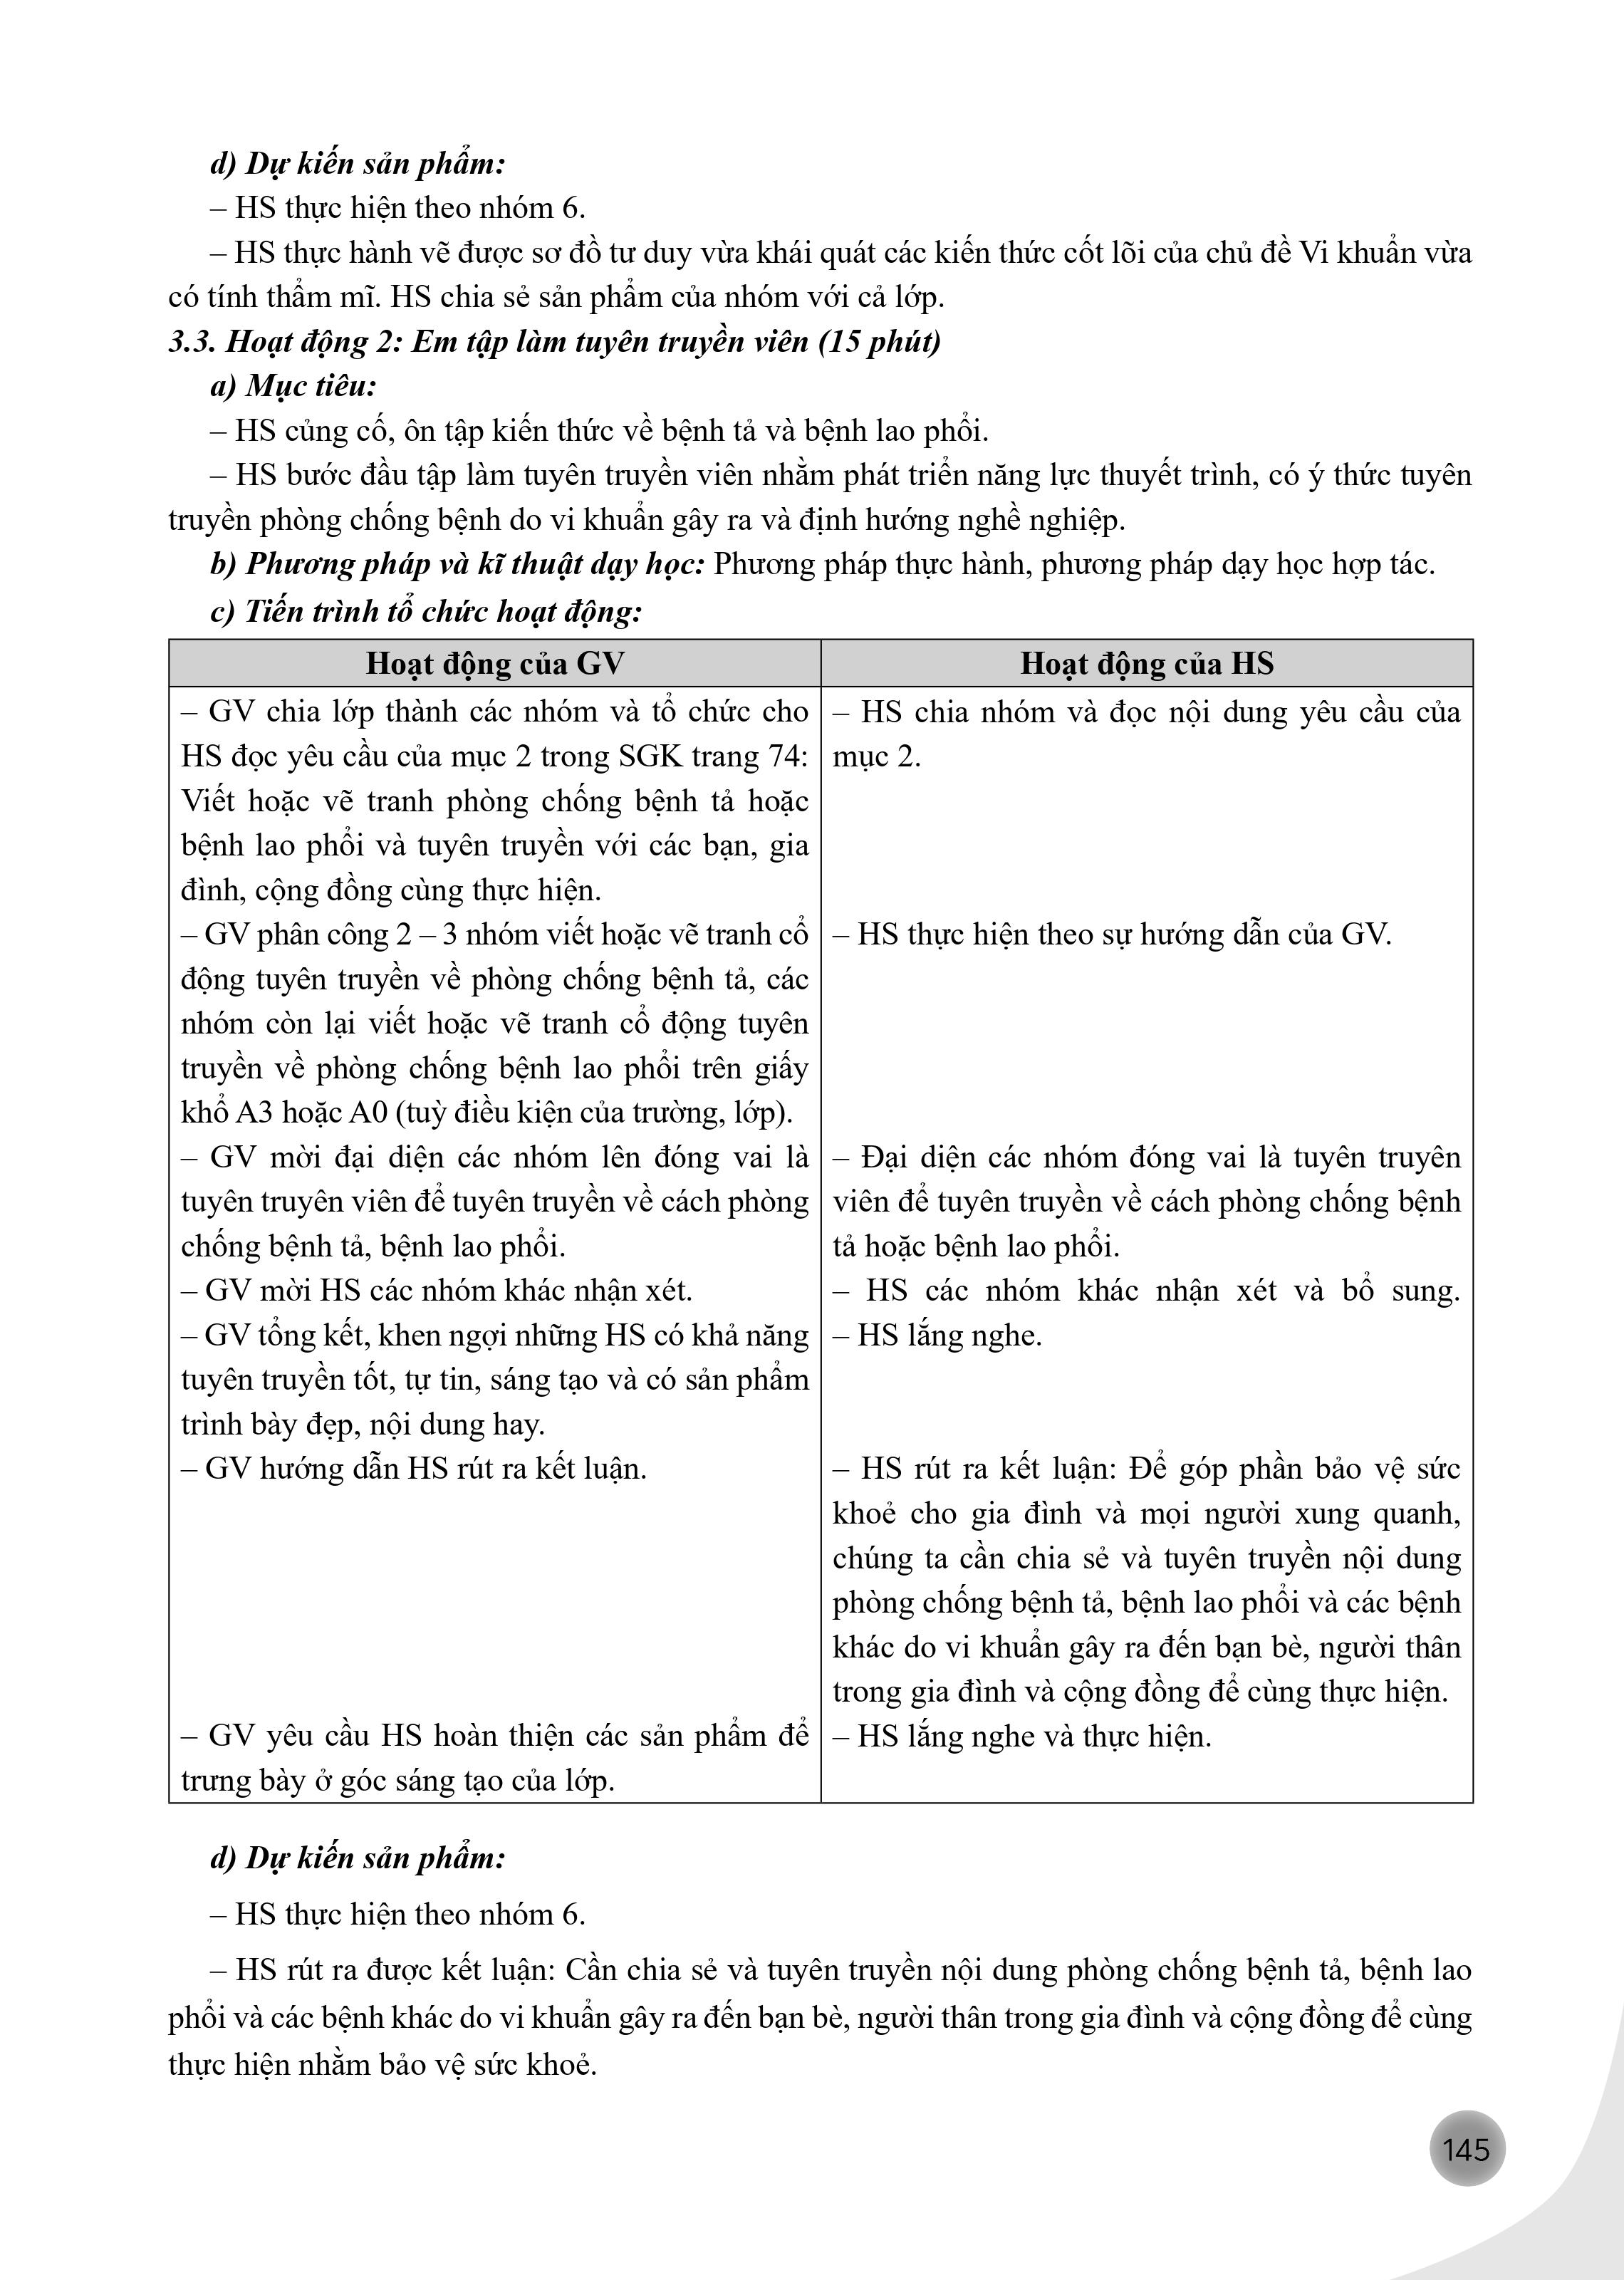 d) Dự kiến sản phẩm:
– HS thực hiện theo nhóm 6.
– HS thực hành vẽ được sơ đồ tư duy vừa khái quát các kiến thức cốt lõi của chủ đề Vi khuẩn vừa
có tính thẩm mĩ. HS chia sẻ sản phẩm của nhóm với cả lớp.
3.3. Hoạt động 2: Em tập làm tuyên truyền viên (15 phút)
a) Mục tiêu:
– HS củng cố, ôn tập kiến thức về bệnh tả và bệnh lao phổi.
– HS bước đầu tập làm tuyên truyền viên nhằm phát triển năng lực thuyết trình, có ý thức tuyên
truyền phòng chống bệnh do vi khuẩn gây ra và định hướng nghề nghiệp.
b) Phương pháp và kĩ thuật dạy học: Phương pháp thực hành, phương pháp dạy học hợp tác.
c) Tiến trình tổ chức hoạt động:
Hoạt động của GV
– GV chia lớp thành các nhóm và tổ chức cho
HS đọc yêu cầu của mục 2 trong SGK trang 74:
Viết hoặc vẽ tranh phòng chống bệnh tả hoặc
bệnh lao phổi và tuyên truyền với các bạn, gia
đình, cộng đồng cùng thực hiện.
– GV phân công 2 – 3 nhóm viết hoặc vẽ tranh cổ
động tuyên truyền về phòng chống bệnh tả, các
nhóm còn lại viết hoặc vẽ tranh cổ động tuyên
truyền về phòng chống bệnh lao phổi trên giấy
khổ A3 hoặc A0 (tuỳ điều kiện của trường, lớp).
– GV mời đại diện các nhóm lên đóng vai là
tuyên truyên viên để tuyên truyền về cách phòng
chống bệnh tả, bệnh lao phổi.
– GV mời HS các nhóm khác nhận xét.
– GV tổng kết, khen ngợi những HS có khả năng
tuyên truyền tốt, tự tin, sáng tạo và có sản phẩm
trình bày đẹp, nội dung hay.
– GV hướng dẫn HS rút ra kết luận.
– GV yêu cầu HS hoàn thiện các sản phẩm để
trưng bày ở góc sáng tạo của lớp.
Hoạt động của HS
– HS chia nhóm và đọc nội dung yêu cầu của
mục 2.
– HS thực hiện theo sự hướng dẫn của GV.
– Đại diện các nhóm đóng vai là tuyên truyên
viên để tuyên truyền về cách phòng chống bệnh
tả hoặc bệnh lao phổi.
– HS các nhóm khác nhận xét và bổ sung.
– HS lắng nghe.
– HS rút ra kết luận: Để góp phần bảo vệ sức
khoẻ cho gia đình và mọi người xung quanh,
chúng ta cần chia sẻ và tuyên truyền nội dung
phòng chống bệnh tả, bệnh lao phổi và các bệnh
khác do vi khuẩn gây ra đến bạn bè, người thân
trong gia đình và cộng đồng để cùng thực hiện.
– HS lắng nghe và thực hiện.
d) Dự kiến sản phẩm:
– HS thực hiện theo nhóm 6.
– HS rút ra được kết luận: Cần chia sẻ và tuyên truyền nội dung phòng chống bệnh tả, bệnh lao
phổi và các bệnh khác do vi khuẩn gây ra đến bạn bè, người thân trong gia đình và cộng đồng để cùng
thực hiện nhằm bảo vệ sức khoẻ.
145